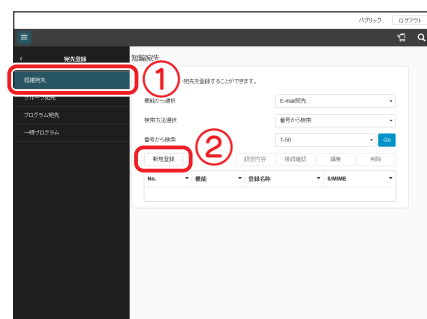 パブリック ログアウト
宛先登録 短縮宛先
短縮宛先 1 宛先を登録することができます。
グループ宛先
プログラム宛先
一時プログラム
機能から選択 E-mail宛先
検索方法選択 番号から検索
番号から検索 1-50 Go
2
新規登録 設定内容 接続確認 編集 削除
No. 機能 登録名称 S/MIME